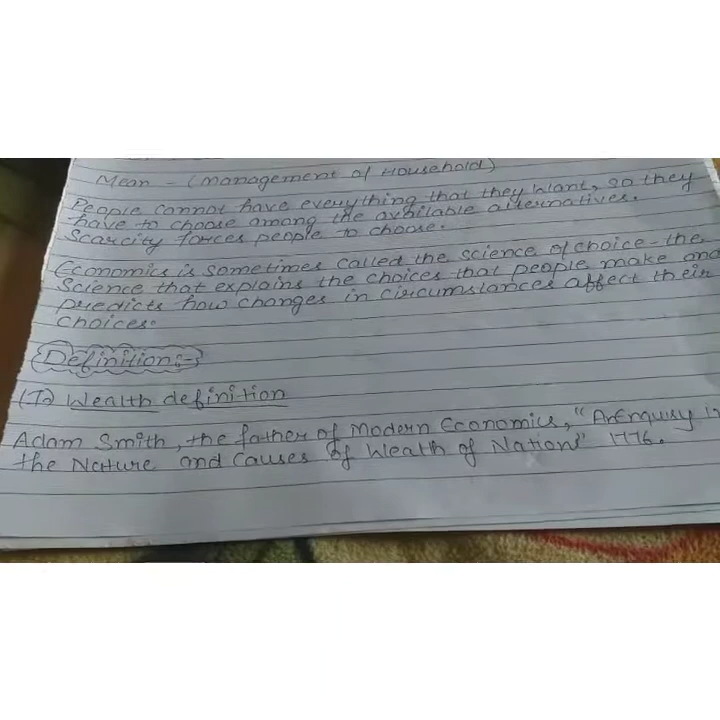 Mean - (management of Household)
People cannot have everything that they want, so they
have to choose among the available alternatives.
Scarcity forces people to choose.
Economics is sometimes called the science of choice - the
Science that explains the choices that people make and
predicts how changes in circumstances affect their
choices.
Definition:-
(I) Wealth definition
Adam Smith, the father of Modern Economics, "An Enquiry in
the Nature and Causes of Wealth of Nations" 1776.